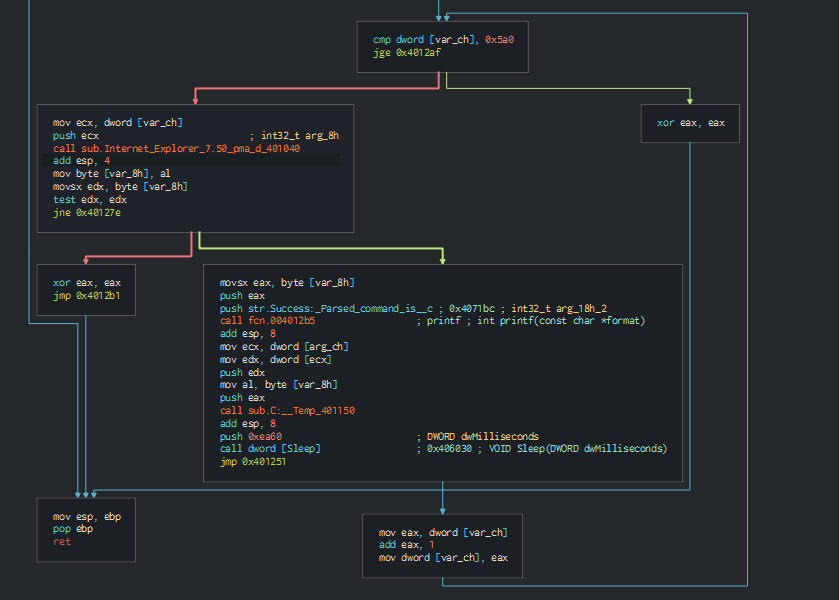 cmp dword [var_ch], 0x5a0
jge 0x4012af
mov ecx, dword [var_ch]
push ecx ; int32_t arg_8h
call sub.Internet_Explorer_7.50_pma_d_401040
add esp, 4
mov byte [var_8h], al
movsx edx, byte [var_8h]
test edx, edx
jne 0x40127e
xor eax, eax
xor eax, eax
jmp 0x4012b1
movsx eax, byte [var_8h]
push eax
push str.Success:_Parsed_command_is__c ; 0x4071bc ; int32_t arg_18h_2
call fcn.004012b5 ; printf ; int printf(const char *format)
add esp, 8
mov ecx, dword [arg_ch]
mov edx, dword [ecx]
push edx
mov al, byte [var_8h]
push eax
call sub.C:__Temp_401150
add esp, 8
push 0xea60 ; DWORD dwMilliseconds
call dword [Sleep] ; 0x406030 ; VOID Sleep(DWORD dwMilliseconds)
jmp 0x401251
mov esp, ebp
pop ebp
ret
mov eax, dword [var_ch]
add eax, 1
mov dword [var_ch], eax